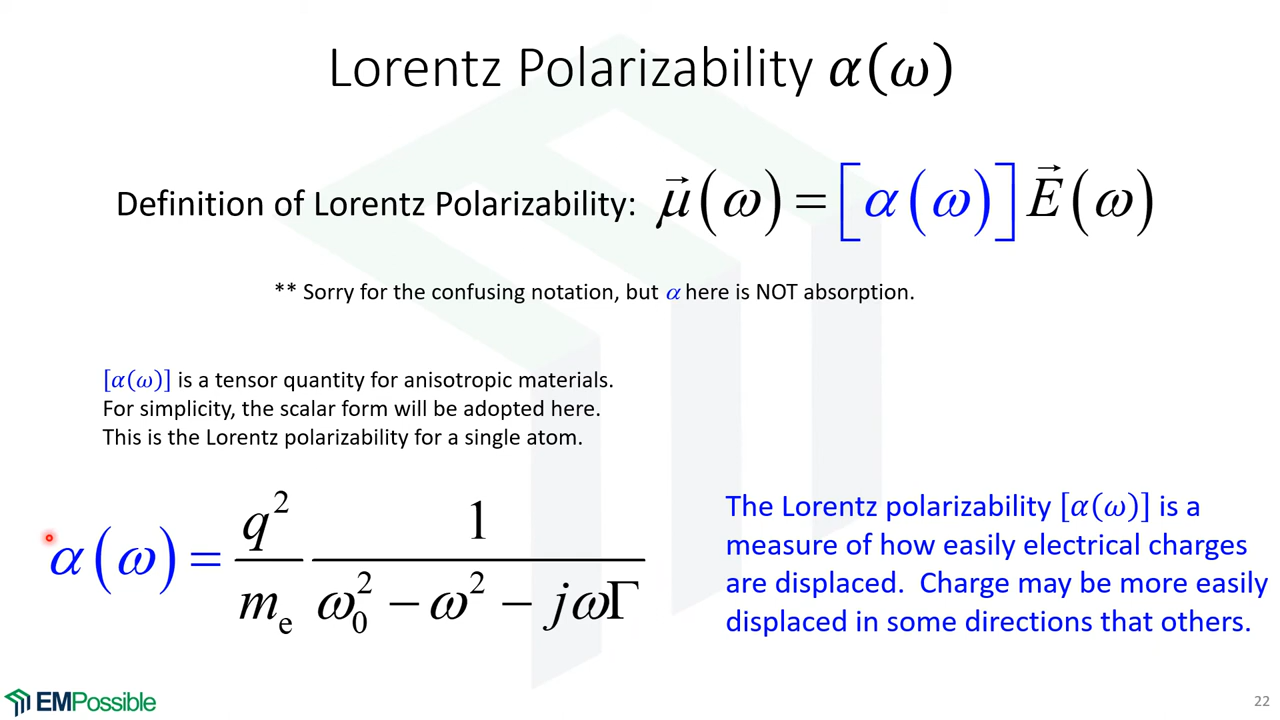 Lorentz Polarizability α(ω)
Definition of Lorentz Polarizability: μ⃗(ω) = [α(ω)] E⃗(ω)
** Sorry for the confusing notation, but α here is NOT absorption.
[α(ω)] is a tensor quantity for anisotropic materials.
For simplicity, the scalar form will be adopted here.
This is the Lorentz polarizability for a single atom.
α(ω) = q²/mₑ 1/(ω₀² − ω² − jωΓ)
The Lorentz polarizability [α(ω)] is a
measure of how easily electrical charges
are displaced. Charge may be more easily
displaced in some directions that others.
EMPossible
22